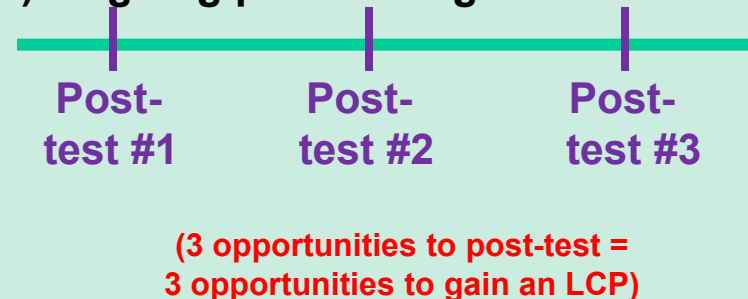 Post- Post- Post-
test #1 test #2 test #3
(3 opportunities to post-test =
3 opportunities to gain an LCP)